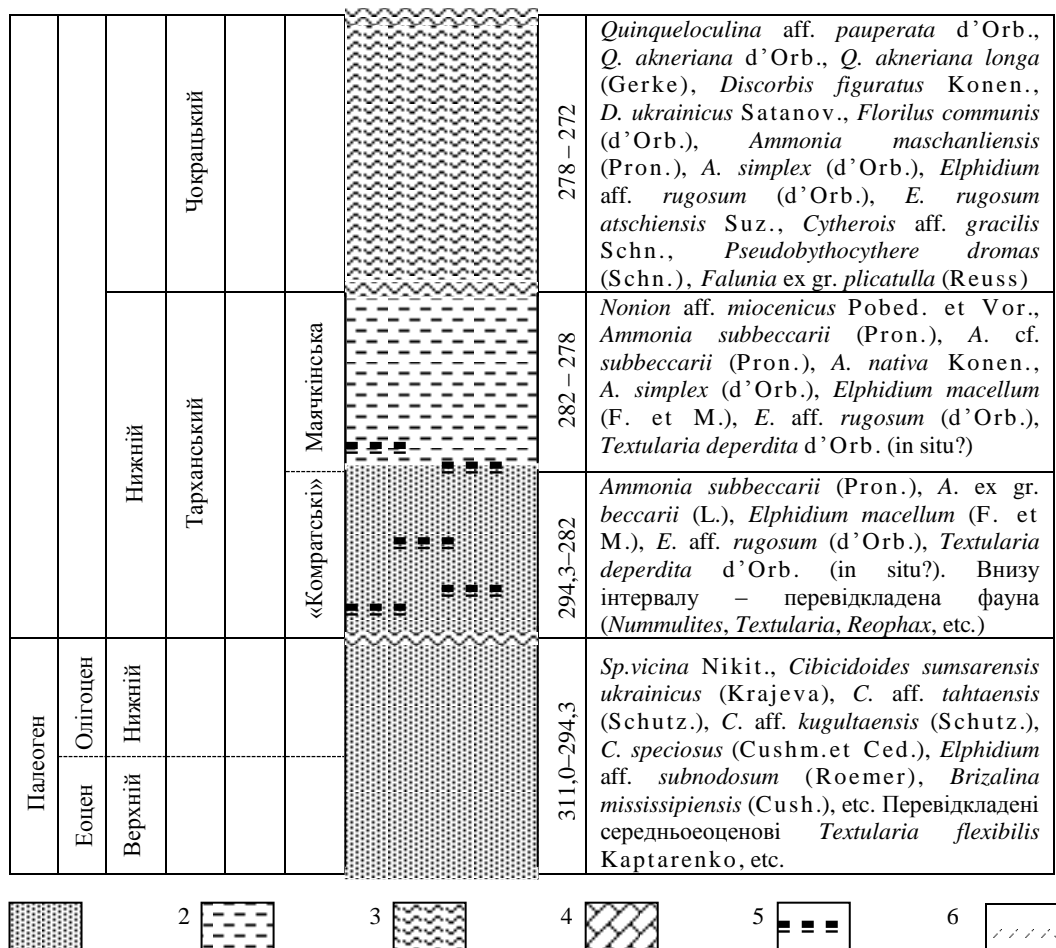 Чокрацький
278 – 272
Quinqueloculina aff. pauperata d’Orb.,
Q. akneriana d’Orb., Q. akneriana longa
(Gerke), Discorbis figuratus Konen.,
D. ukrainicus Satanov., Florilus communis
(d’Orb.), Ammonia maschanliensis
(Pron.), A. simplex (d’Orb.), Elphidium
aff. rugosum (d’Orb.), E. rugosum
atschiensis Suz., Cytherois aff. gracilis
Schn., Pseudobythocythere dromas
(Schn.), Falunia ex gr. plicatulla (Reuss)
Нижній
Тарханський
Маячкінська
282 – 278
Nonion aff. miocenicus Pobed. et Vor.,
Ammonia subbeccarii (Pron.), A. cf.
subbeccarii (Pron.), A. nativa Konen.,
A. simplex (d’Orb.), Elphidium macellum
(F. et M.), E. aff. rugosum (d’Orb.),
Textularia deperdita d’Orb. (in situ?)
«Комратські»
294,3–282
Ammonia subbeccarii (Pron.), A. ex gr.
beccarii (L.), Elphidium macellum (F. et
M.), E. aff. rugosum (d’Orb.), Textularia
deperdita d’Orb. (in situ?). Внизу
інтервалу – перевідкладена фауна
(Nummulites, Textularia, Reophax, etc.)
Палеоген
Олігоцен
Нижній
Еоцен
Верхній
311,0–294,3
Sp.vicina Nikit., Cibicidoides sumsarensis
ukrainicus (Krajeva), C. aff. tahtaensis
(Schutz.), C. aff. kugultaensis (Schutz.),
C. speciosus (Cushm.et Ced.), Elphidium
aff. subnodosum (Roemer), Brizalina
mississipiensis (Cush.), etc. Перевідкладені
середньоеоценові Textularia flexibilis
Kaptarenko, etc.
2 3 4 5 6